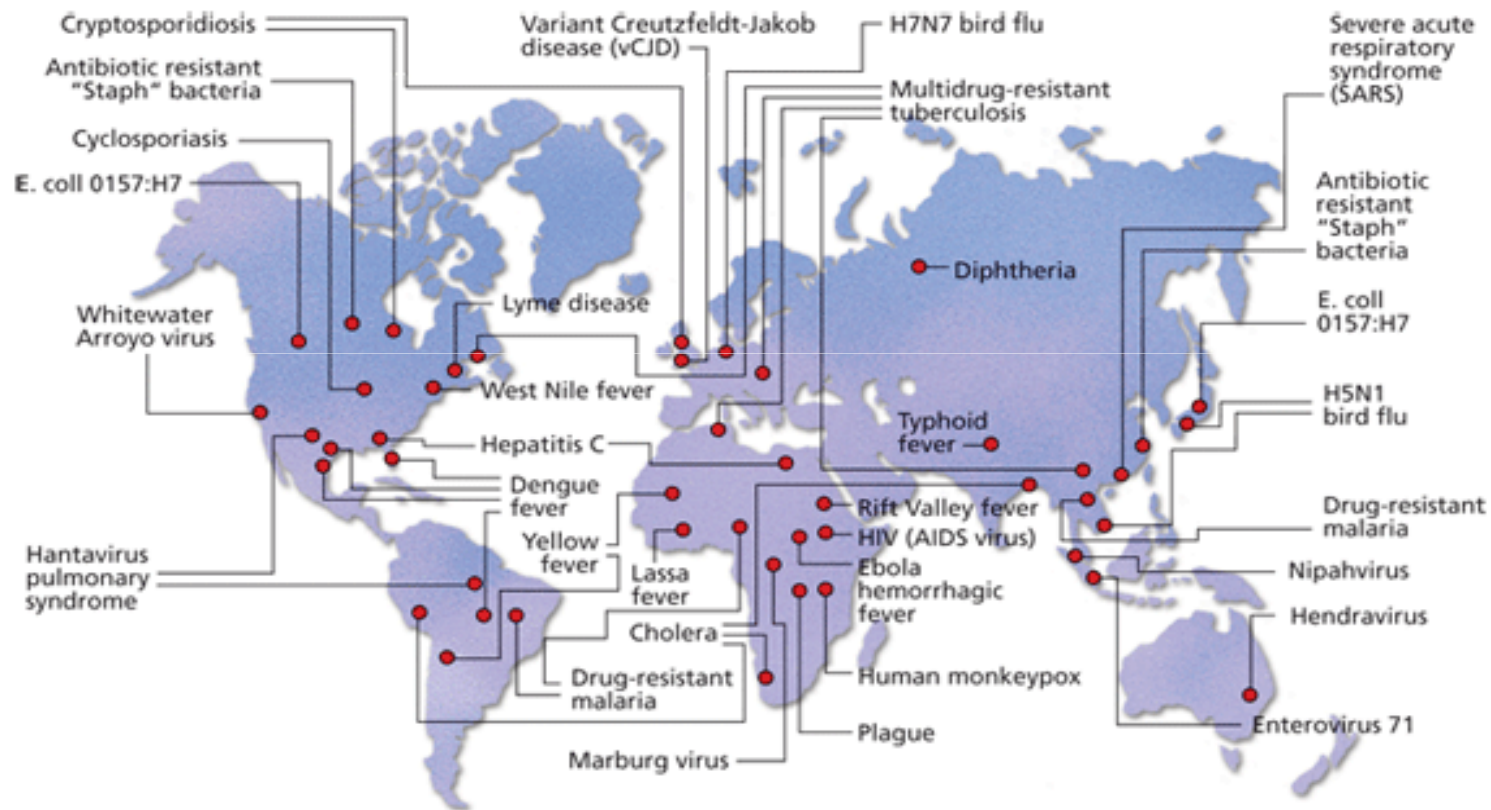 Cryptosporidiosis
Antibiotic resistant
"Staph" bacteria
Cyclosporiasis
E. coll 0157:H7
Whitewater
Arroyo virus
Hantavirus
pulmonary
syndrome
Variant Creutzfeldt-Jakob
disease (vCJD)
H7N7 bird flu
Multidrug-resistant
tuberculosis
Severe acute
respiratory
syndrome
(SARS)
Antibiotic
resistant
"Staph"
bacteria
E. coll
0157:H7
H5N1
bird flu
Drug-resistant
malaria
Nipahvirus
Hendravirus
Enterovirus 71
Diphtheria
Typhoid
fever
Lyme disease
West Nile fever
Hepatitis C
Dengue
fever
Yellow
fever
Lassa
fever
Cholera
Drug-resistant
malaria
Marburg virus
Rift Valley fever
HIV (AIDS virus)
Ebola
hemorrhagic
fever
Human monkeypox
Plague